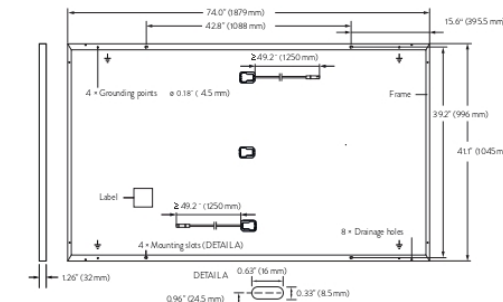 74.0" (1879 mm)
42.8" (1088 mm)
15.6" (395.5 mm
≥49.2" (1250 mm)
4 × Grounding points ø 0.18" ( 4.5 mm)
Frame
39.2" (996 mm)
41.1" (1045 m
Label
≥ 49.2" (1250 mm)
8 × Drainage holes
4 × Mounting slots (DETAIL A)
1.26" (32 mm)
DETAIL A
0.63" (16 mm)
0.96" (24.5 mm)
0.33" (8.5 mm)